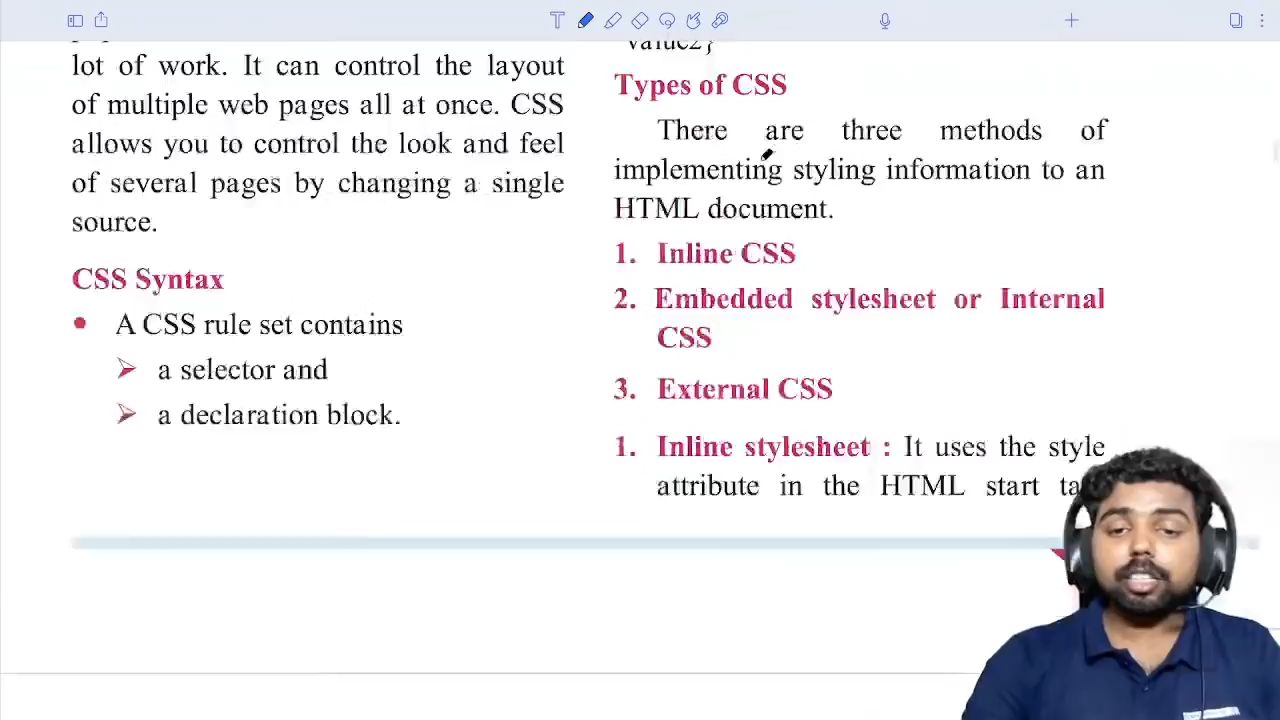 lot of work. It can control the layout
of multiple web pages all at once. CSS
allows you to control the look and feel
of several pages by changing a single
source.
CSS Syntax
A CSS rule set contains
a selector and
a declaration block.
value2}
Types of CSS
There are three methods of
implementing styling information to an
HTML document.
1. Inline CSS
2. Embedded stylesheet or Internal
CSS
3. External CSS
1. Inline stylesheet : It uses the style
attribute in the HTML start